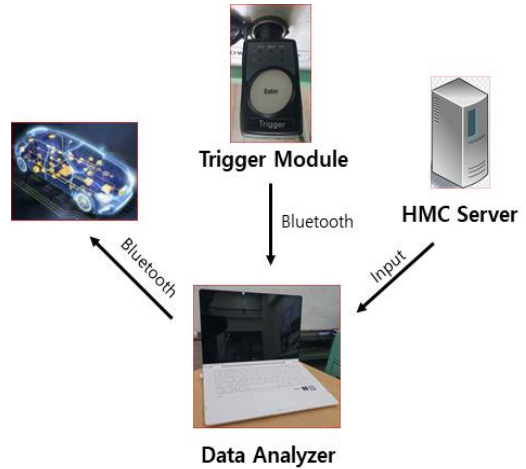 Enter
Trigger
Trigger Module
HMC Server
Bluetooth
Bluetooth
Input
Data Analyzer